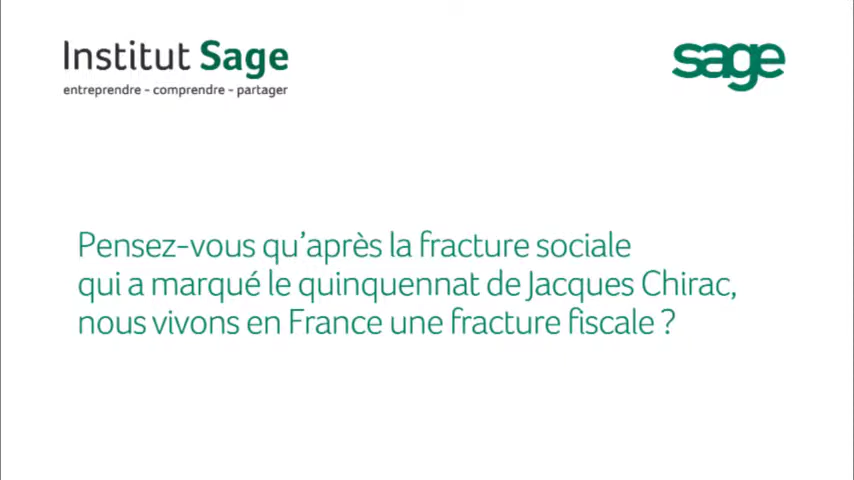 Institut Sage
entreprendre - comprendre - partager
sage
Pensez-vous qu'après la fracture sociale
qui a marqué le quinquennat de Jacques Chirac,
nous vivons en France une fracture fiscale ?